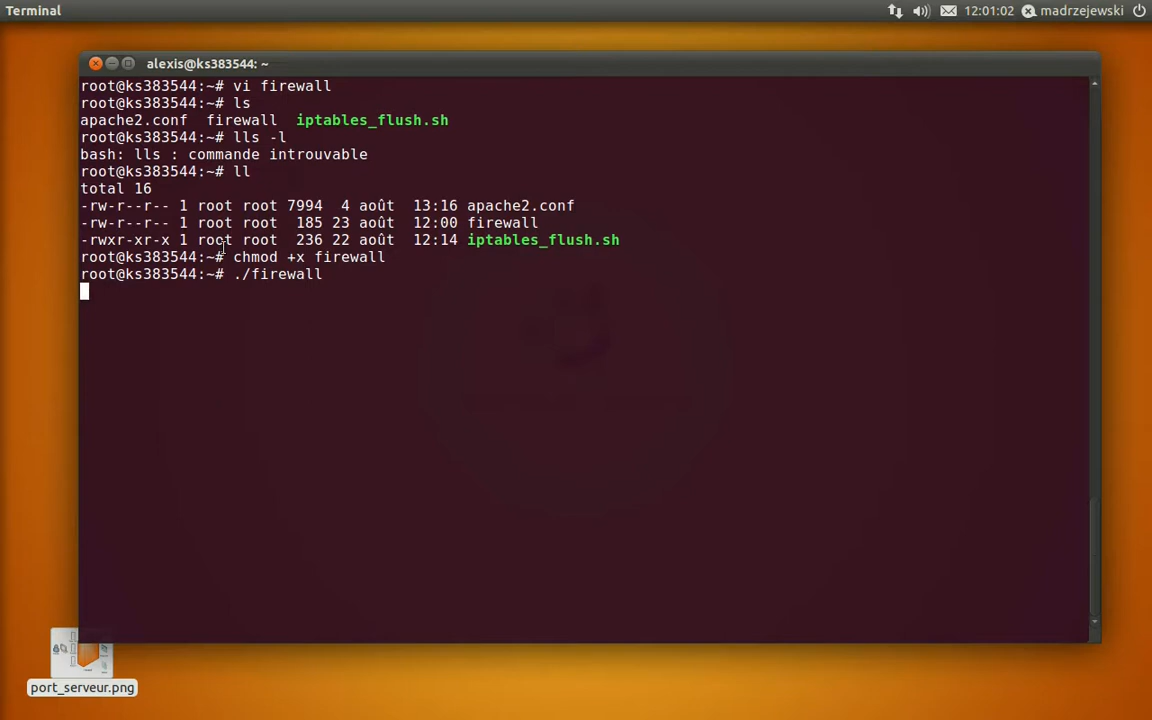 Terminal
12:01:02 madrzejewski
alexis@ks383544: ~
root@ks383544:~# vi firewall
root@ks383544:~# ls
apache2.conf  firewall  iptables_flush.sh
root@ks383544:~# lls -l
bash: lls : commande introuvable
root@ks383544:~# ll
total 16
-rw-r--r-- 1 root root 7994  4 août  13:16 apache2.conf
-rw-r--r-- 1 root root  185 23 août  12:00 firewall
-rwxr-xr-x 1 root root  236 22 août  12:14 iptables_flush.sh
root@ks383544:~# chmod +x firewall
root@ks383544:~# ./firewall
port_serveur.png